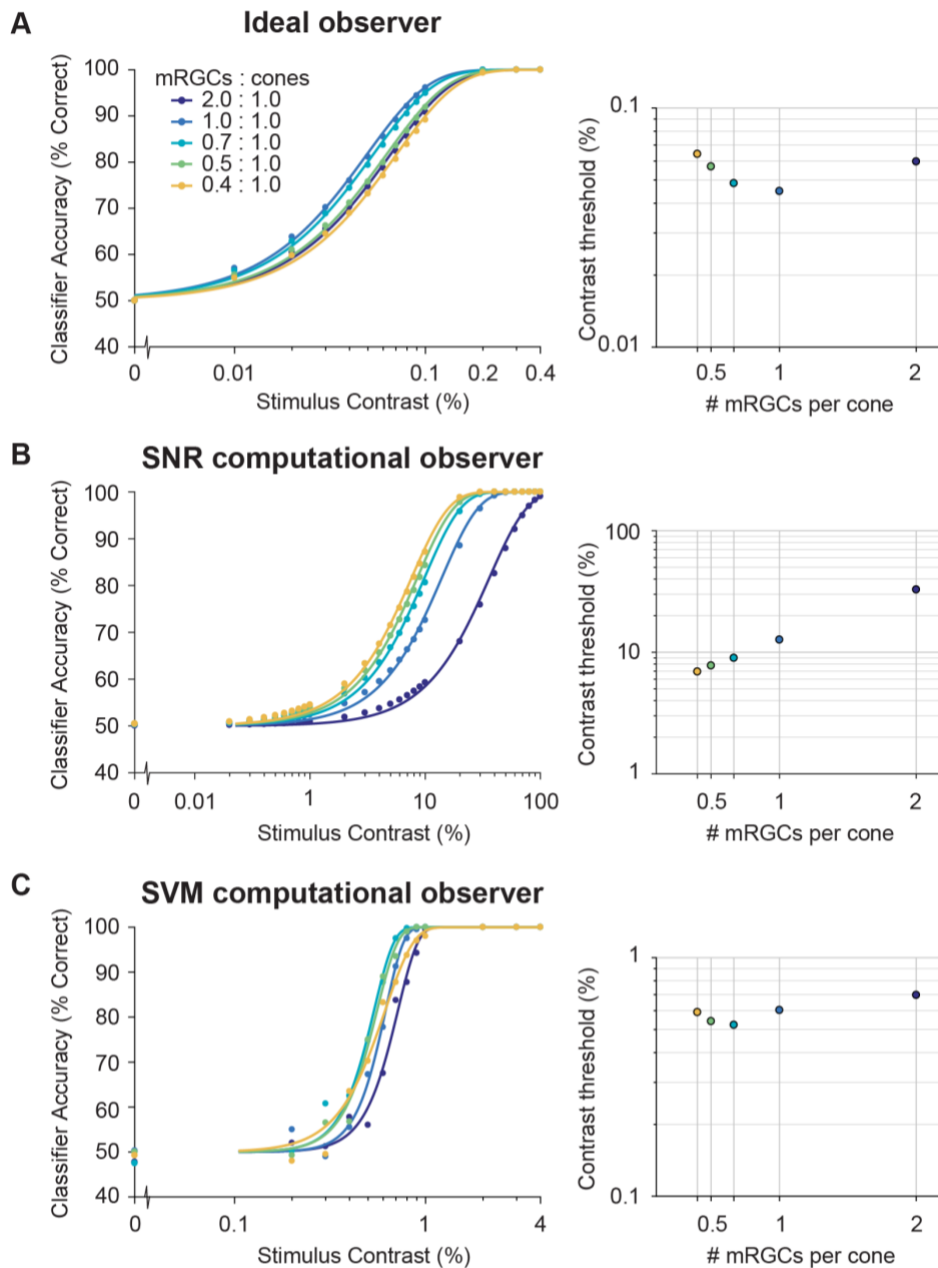 A
Ideal observer
100
90
80
70
60
50
40
Classifier Accuracy (% Correct)
mRGCs : cones
2.0 : 1.0
1.0 : 1.0
0.7 : 1.0
0.5 : 1.0
0.4 : 1.0
0
0.01
0.1
0.2
0.4
Stimulus Contrast (%)
0.1
0.01
Contrast threshold (%)
0.5
1
2
# mRGCs per cone
B
SNR computational observer
100
90
80
70
60
50
40
Classifier Accuracy (% Correct)
0
0.01
1
10
100
Stimulus Contrast (%)
100
10
1
Contrast threshold (%)
0.5
1
2
# mRGCs per cone
C
SVM computational observer
100
90
80
70
60
50
40
Classifier Accuracy (% Correct)
0
0.1
1
4
Stimulus Contrast (%)
1
0.1
Contrast threshold (%)
0.5
1
2
# mRGCs per cone